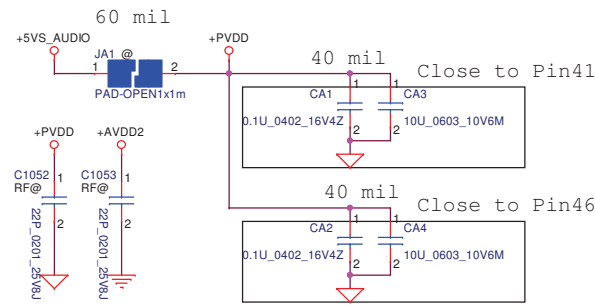 60 mil
+5VS_AUDIO
+PVDD
JA1 @
1
2
PAD-OPEN1x1m
40 mil
Close to Pin41
1
1
CA1
CA3
0.1U_0402_16V4Z
10U_0603_10V6M
2
2
+PVDD
+AVDD2
C1052
RF@
1
C1053
RF@
1
2
2
22P_0201_25V8J
22P_0201_25V8J
40 mil
Close to Pin46
1
1
CA2
CA4
0.1U_0402_16V4Z
10U_0603_10V6M
2
2